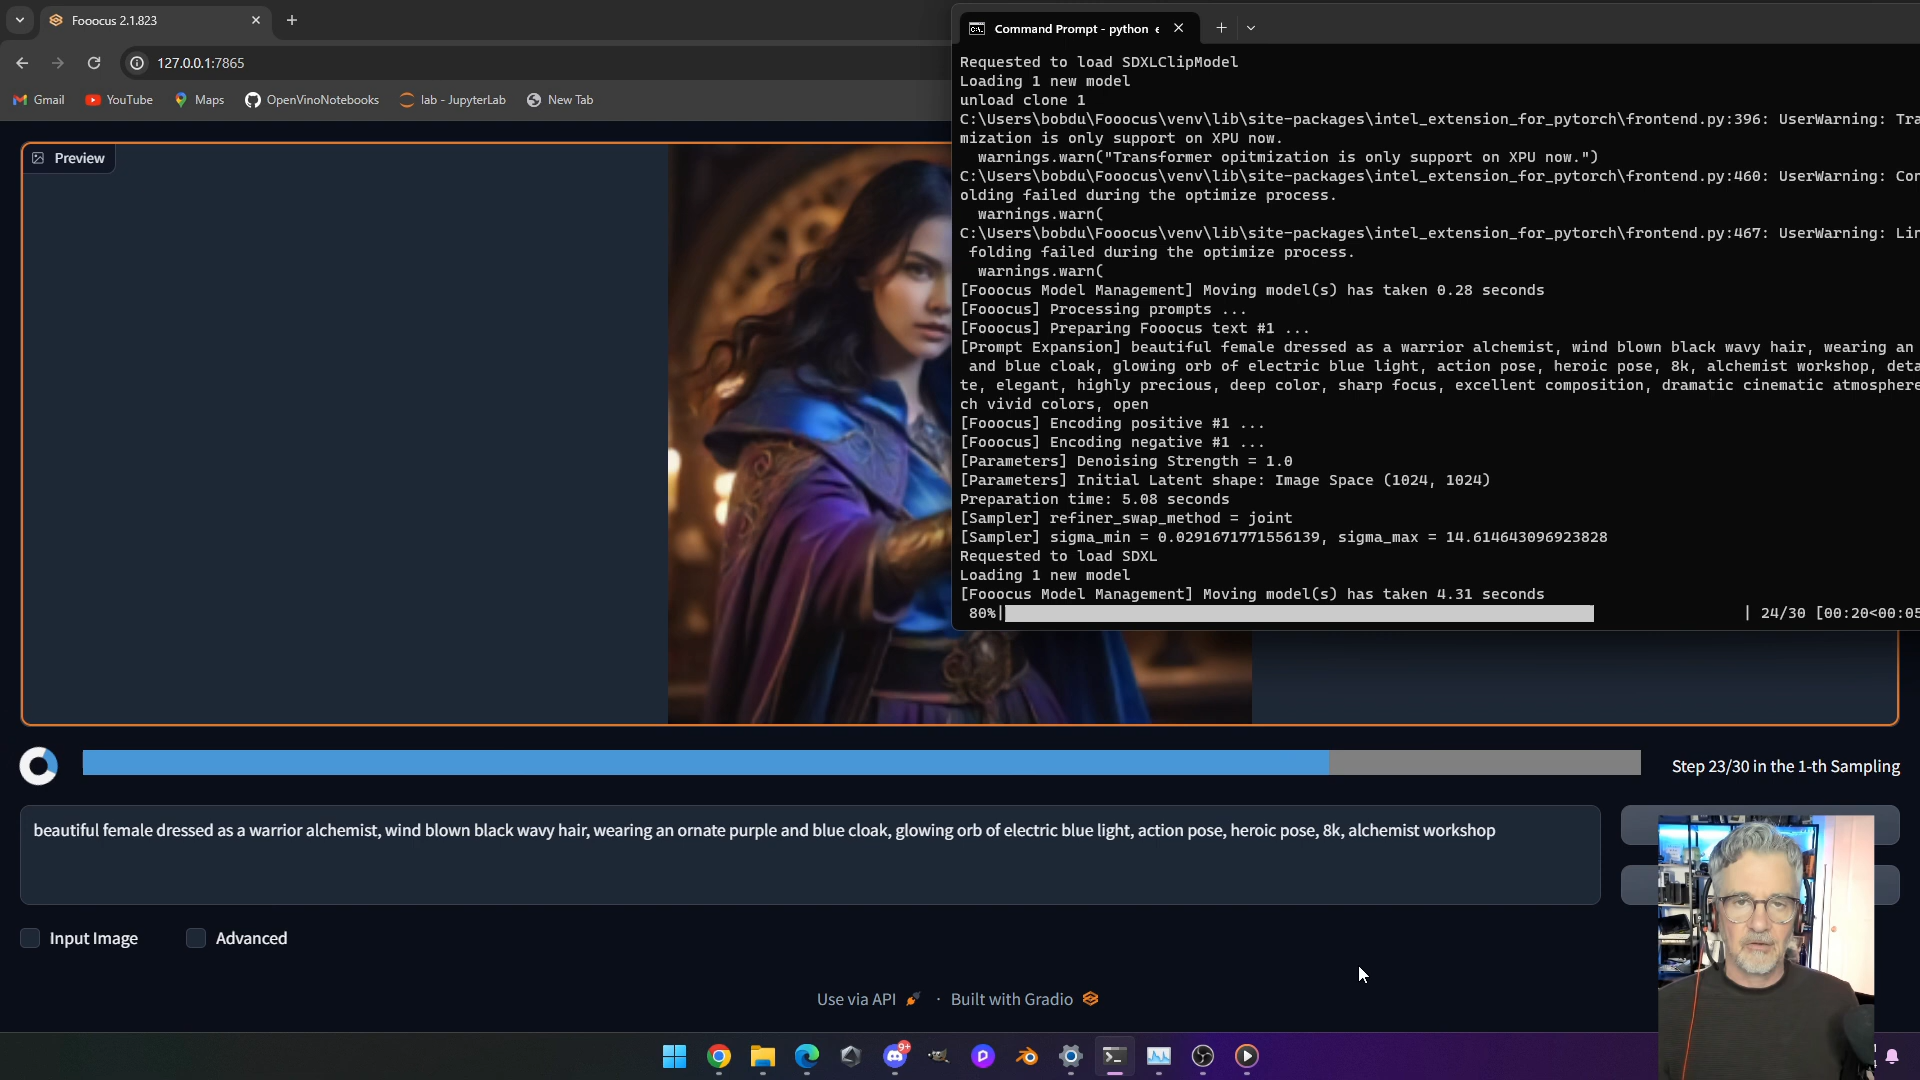 Fooocus 2.1.823
127.0.0.1:7865
Gmail
YouTube
Maps
OpenVinoNotebooks
lab - JupyterLab
New Tab
Preview
Command Prompt - python
Requested to load SDXLClipModel
Loading 1 new model
unload clone 1
C:\Users\bobdu\Fooocus\venv\lib\site-packages\intel_extension_for_pytorch\frontend.py:396: UserWarning: Tra
mization is only support on XPU now.
warnings.warn("Transformer opitmization is only support on XPU now.")
C:\Users\bobdu\Fooocus\venv\lib\site-packages\intel_extension_for_pytorch\frontend.py:460: UserWarning: Con
olding failed during the optimize process.
warnings.warn(
C:\Users\bobdu\Fooocus\venv\lib\site-packages\intel_extension_for_pytorch\frontend.py:467: UserWarning: Lin
folding failed during the optimize process.
warnings.warn(
[Fooocus Model Management] Moving model(s) has taken 0.28 seconds
[Fooocus] Processing prompts ...
[Fooocus] Preparing Fooocus text #1 ...
[Prompt Expansion] beautiful female dressed as a warrior alchemist, wind blown black wavy hair, wearing an
and blue cloak, glowing orb of electric blue light, action pose, heroic pose, 8k, alchemist workshop, deta
te, elegant, highly precious, deep color, sharp focus, excellent composition, dramatic cinematic atmosphere
ch vivid colors, open
[Fooocus] Encoding positive #1 ...
[Fooocus] Encoding negative #1 ...
[Parameters] Denoising Strength = 1.0
[Parameters] Initial Latent shape: Image Space (1024, 1024)
Preparation time: 5.08 seconds
[Sampler] refiner_swap_method = joint
[Sampler] sigma_min = 0.0291671771556139, sigma_max = 14.614643096923828
Requested to load SDXL
Loading 1 new model
[Fooocus Model Management] Moving model(s) has taken 4.31 seconds
80%| | 24/30 [00:20<00:05
Step 23/30 in the 1-th Sampling
beautiful female dressed as a warrior alchemist, wind blown black wavy hair, wearing an ornate purple and blue cloak, glowing orb of electric blue light, action pose, heroic pose, 8k, alchemist workshop
Input Image
Advanced
Use via API · Built with Gradio
9+